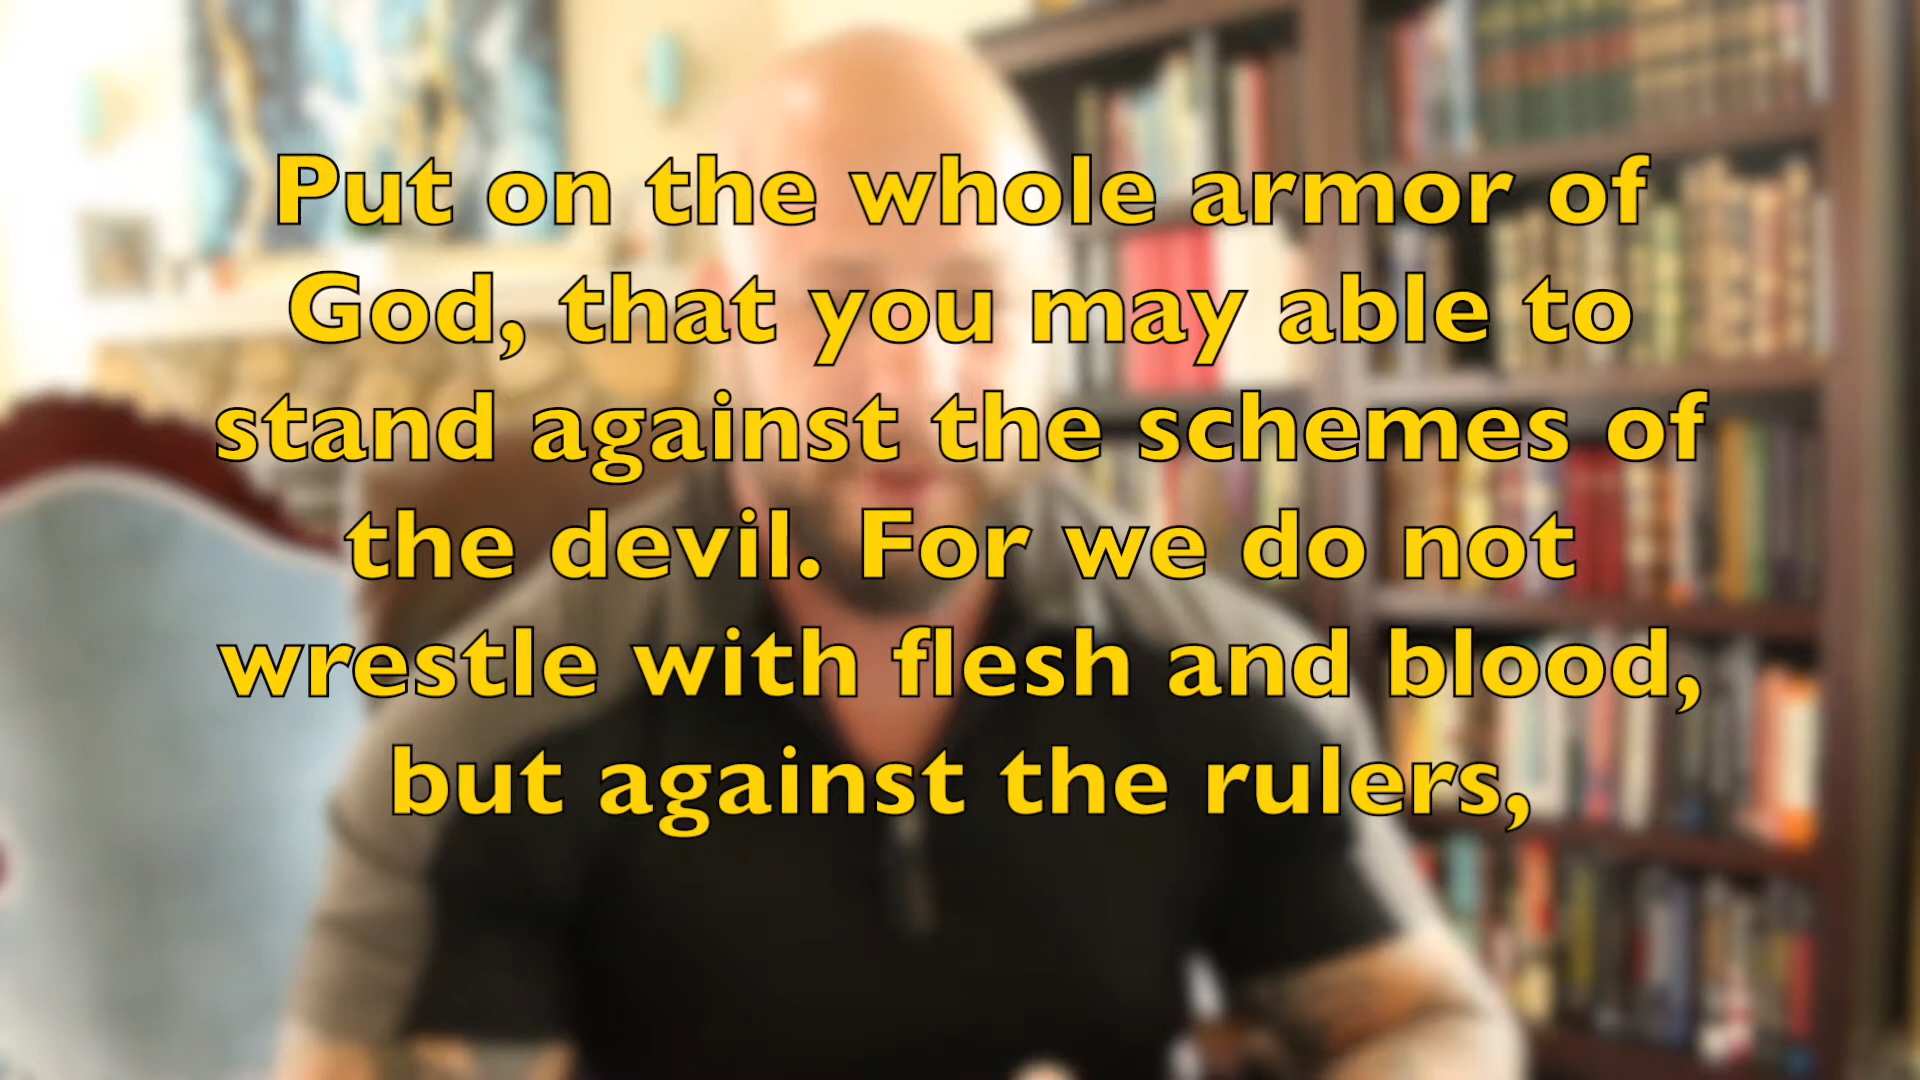 Put on the whole armor of
God, that you may able to
stand against the schemes of
the devil. For we do not
wrestle with flesh and blood,
but against the rulers,